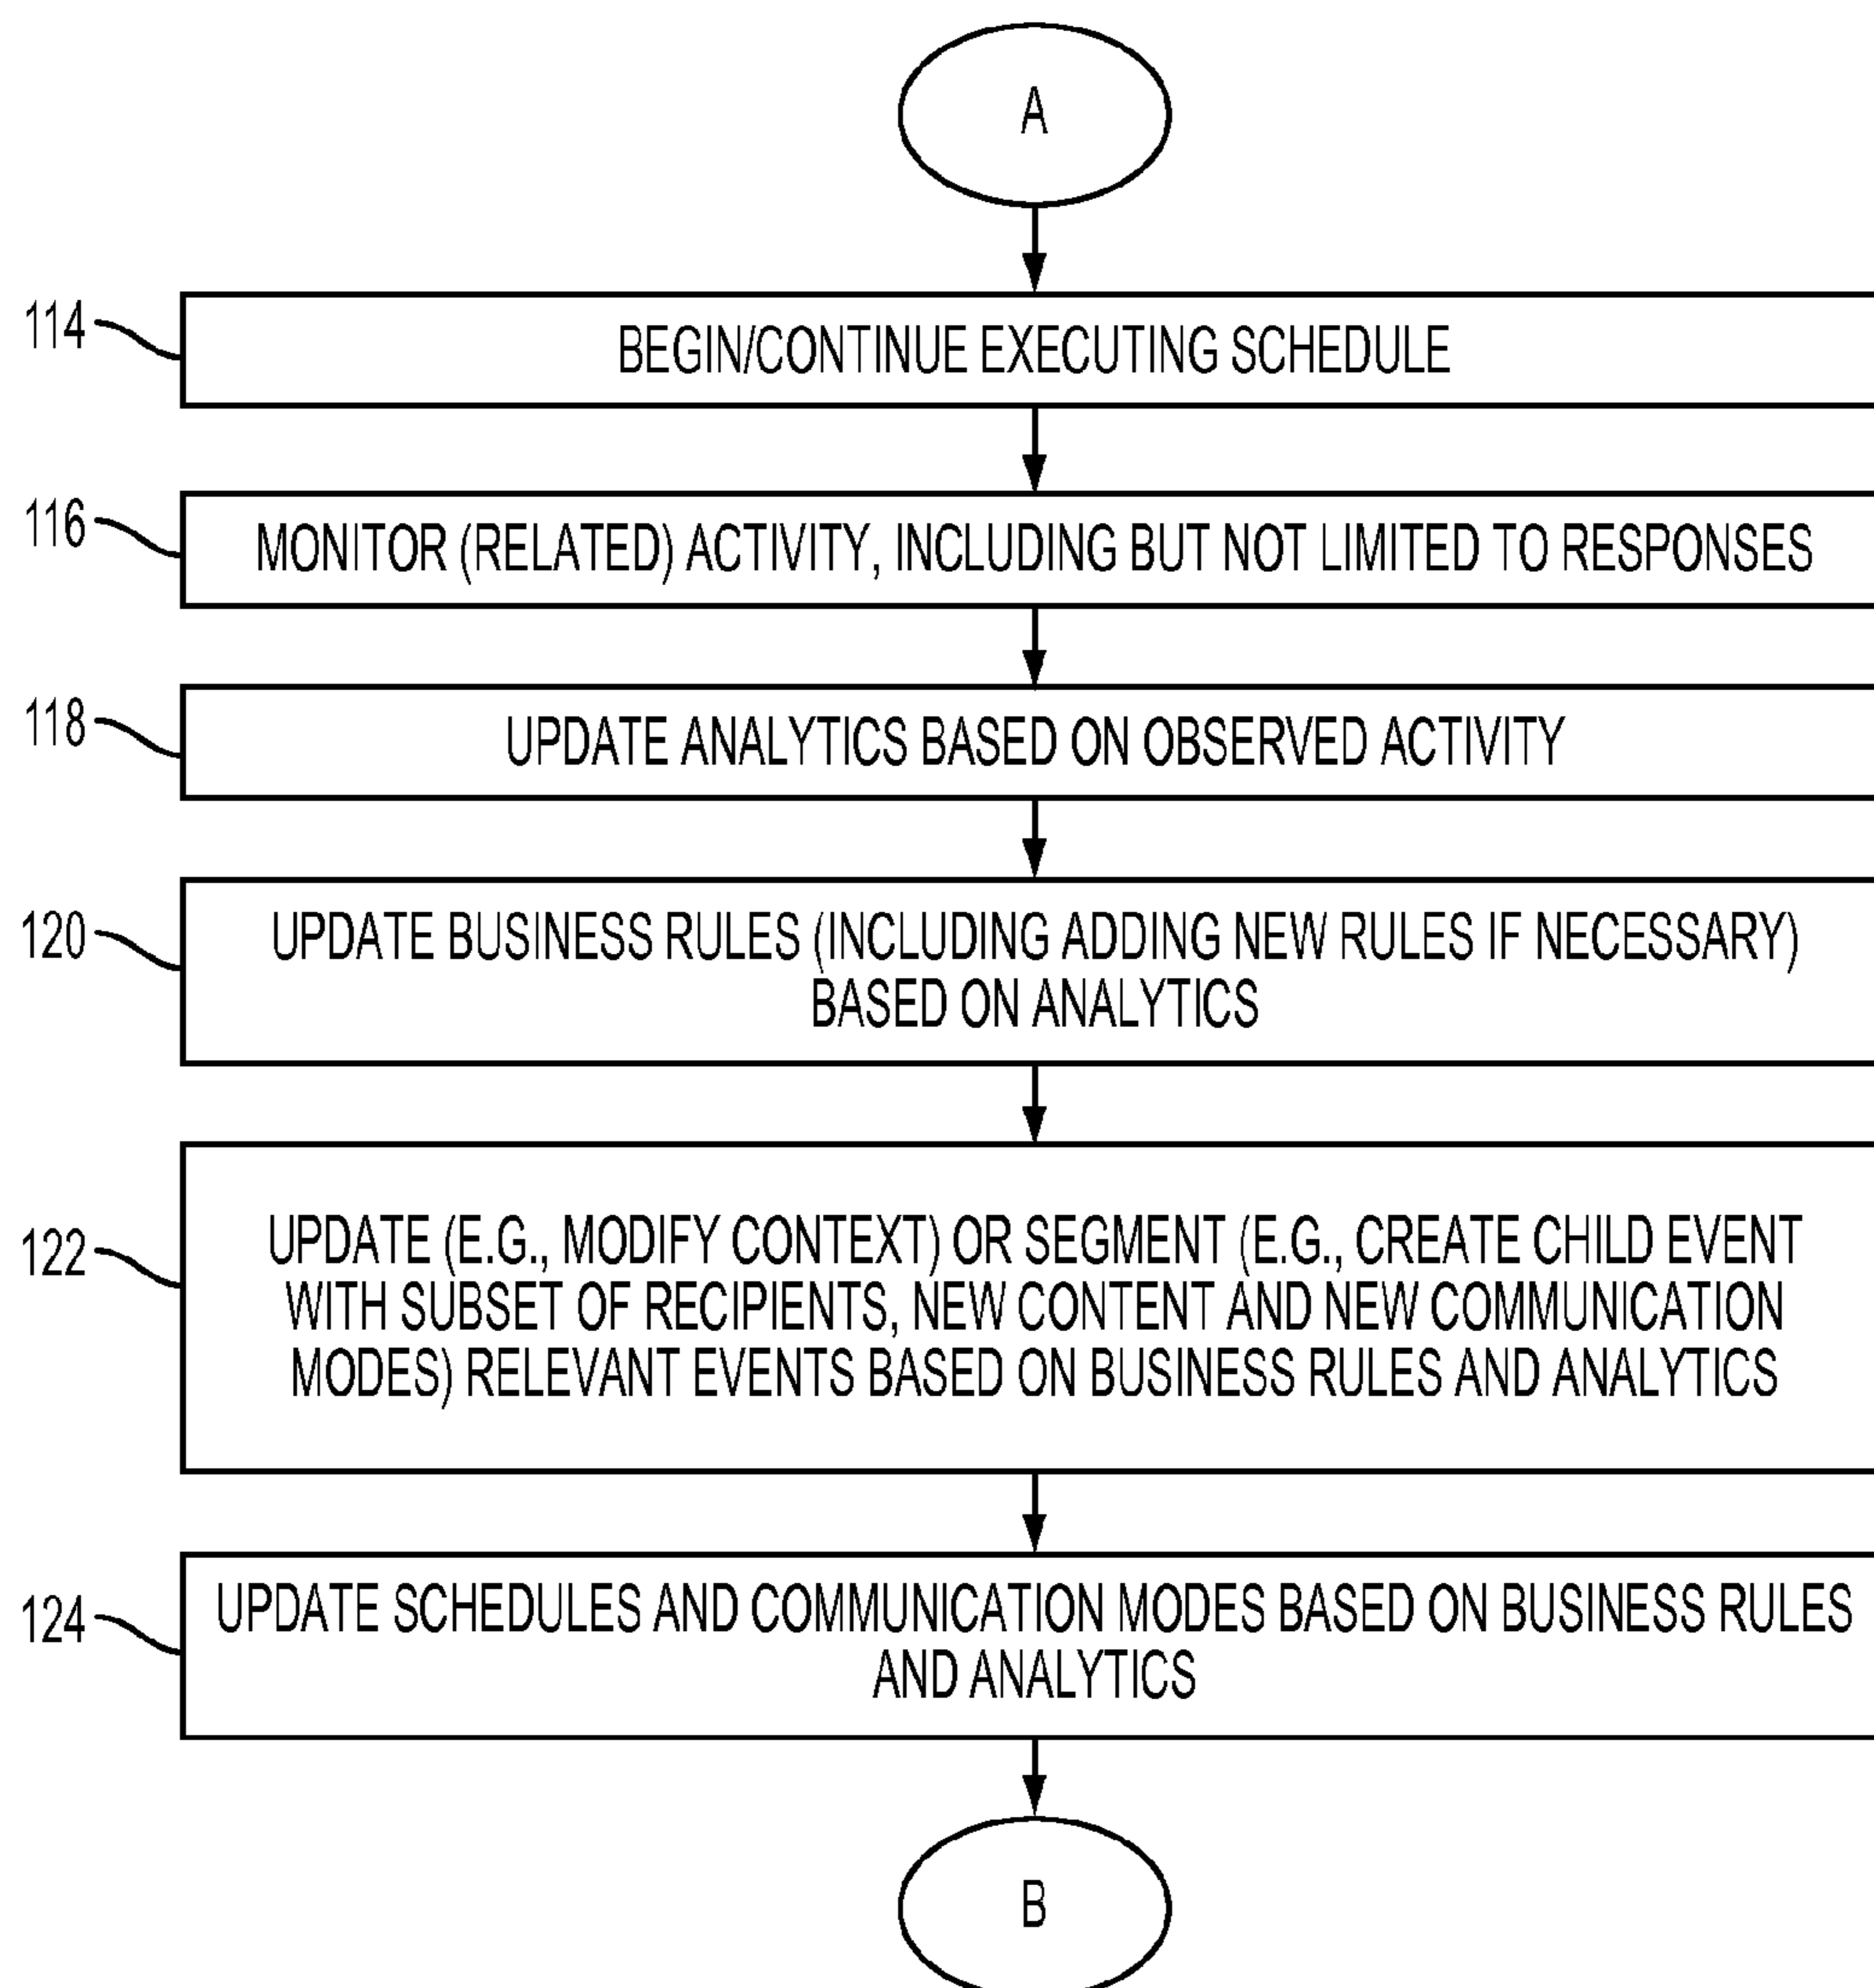 A
114
BEGIN/CONTINUE EXECUTING SCHEDULE
116
MONITOR (RELATED) ACTIVITY, INCLUDING BUT NOT LIMITED TO RESPONSES
118
UPDATE ANALYTICS BASED ON OBSERVED ACTIVITY
120
UPDATE BUSINESS RULES (INCLUDING ADDING NEW RULES IF NECESSARY)
BASED ON ANALYTICS
122
UPDATE (E.G., MODIFY CONTEXT) OR SEGMENT (E.G., CREATE CHILD EVENT
WITH SUBSET OF RECIPIENTS, NEW CONTENT AND NEW COMMUNICATION
MODES) RELEVANT EVENTS BASED ON BUSINESS RULES AND ANALYTICS
124
UPDATE SCHEDULES AND COMMUNICATION MODES BASED ON BUSINESS RULES
AND ANALYTICS
B